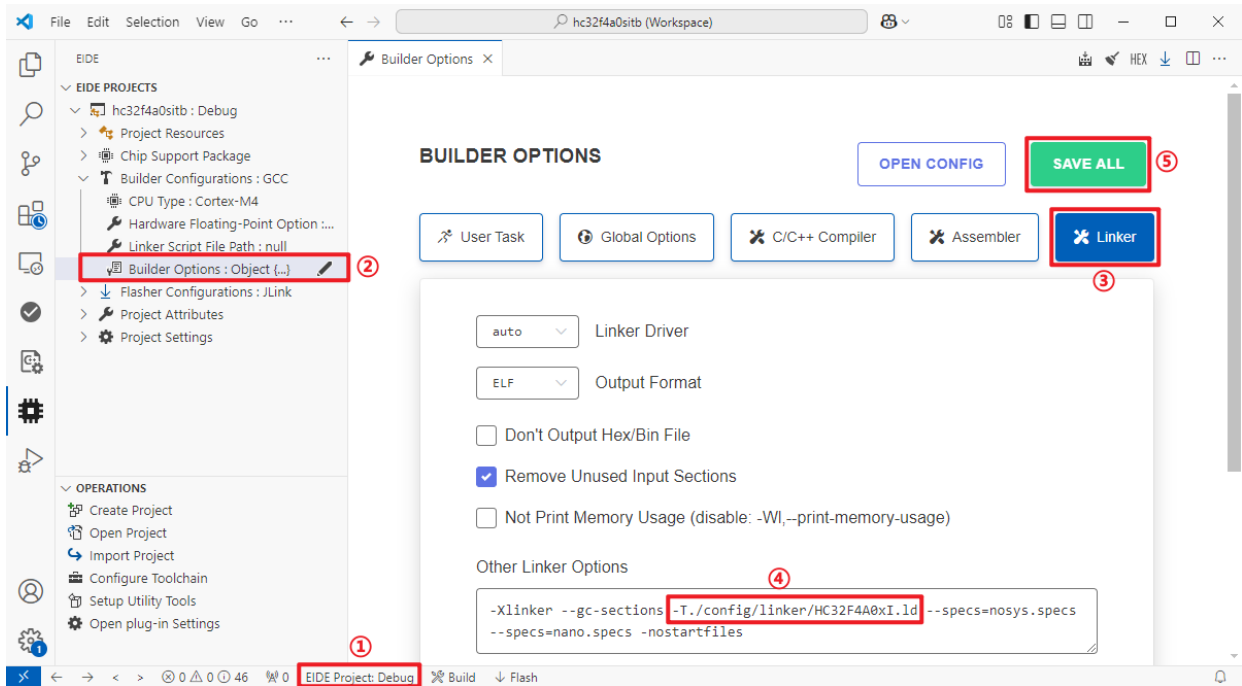 File Edit Selection View Go ···
hc32f4a0sitb (Workspace)
EIDE
···
EIDE PROJECTS
hc32f4a0sitb : Debug
Project Resources
Chip Support Package
Builder Configurations : GCC
CPU Type : Cortex-M4
Hardware Floating-Point Option :...
Linker Script File Path : null
Builder Options : Object {...}
②
Flasher Configurations : JLink
Project Attributes
Project Settings
OPERATIONS
Create Project
Open Project
Import Project
Configure Toolchain
Setup Utility Tools
Open plug-in Settings
1
Builder Options
HEX
···
BUILDER OPTIONS
OPEN CONFIG
SAVE ALL
⑤
User Task
Global Options
C/C++ Compiler
Assembler
Linker
③
auto
Linker Driver
ELF
Output Format
Don't Output Hex/Bin File
Remove Unused Input Sections
Not Print Memory Usage (disable: -Wl,--print-memory-usage)
Other Linker Options
④
-Xlinker --gc-sections -T./config/linker/HC32F4A0xI.ld --specs=nosys.specs
--specs=nano.specs -nostartfiles
①
0 0 46 0 EIDE Project: Debug Build Flash